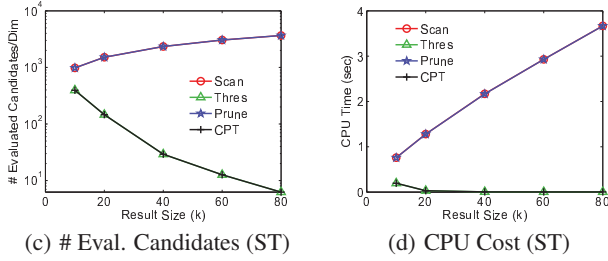 # Evaluated Candidates/Dim
10^4
10^3
10^2
10^1
Scan
Thres
Prune
CPT
0 20 40 60 80
Result Size (k)
(c) # Eval. Candidates (ST)
CPU Time (sec)
4
3
2
1
0
Scan
Thres
Prune
CPT
0 20 40 60 80
Result Size (k)
(d) CPU Cost (ST)